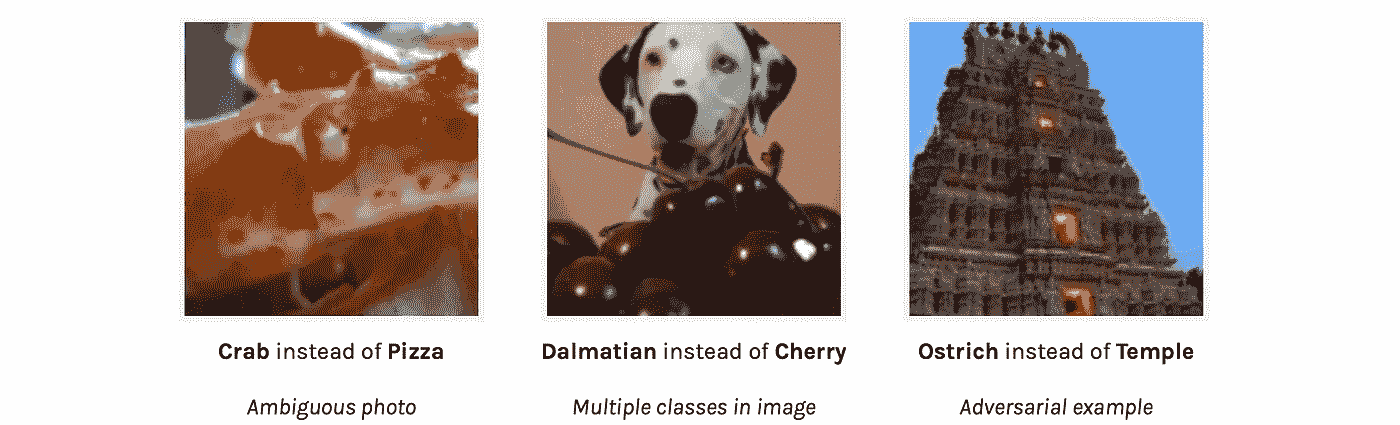 Crab instead of Pizza
Dalmatian instead of Cherry
Ostrich instead of Temple
Ambiguous photo
Multiple classes in image
Adversarial example